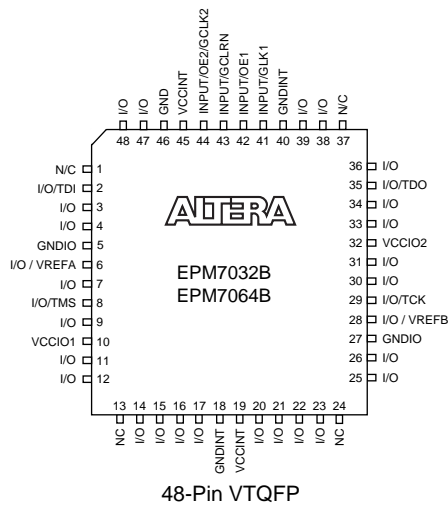 I/O
I/O
GND
VCCINT
INPUT/OE2/GCLK2
INPUT/GCLRN
INPUT/OE1
INPUT/GLK1
GNDINT
I/O
I/O
N/C
48 47 46 45 44 43 42 41 40 39 38 37
N/C 1
I/O/TDI 2
I/O 3
I/O 4
GNDIO 5
I/O / VREFA 6
I/O 7
I/O/TMS 8
I/O 9
VCCIO1 10
I/O 11
I/O 12
ALTERA
EPM7032B
EPM7064B
36 I/O
35 I/O/TDO
34 I/O
33 I/O
32 VCCIO2
31 I/O
30 I/O
29 I/O/TCK
28 I/O / VREFB
27 GNDIO
26 I/O
25 I/O
13 14 15 16 17 18 19 20 21 22 23 24
NC
I/O
I/O
I/O
I/O
GNDINT
VCCINT
I/O
I/O
I/O
I/O
NC
48-Pin VTQFP